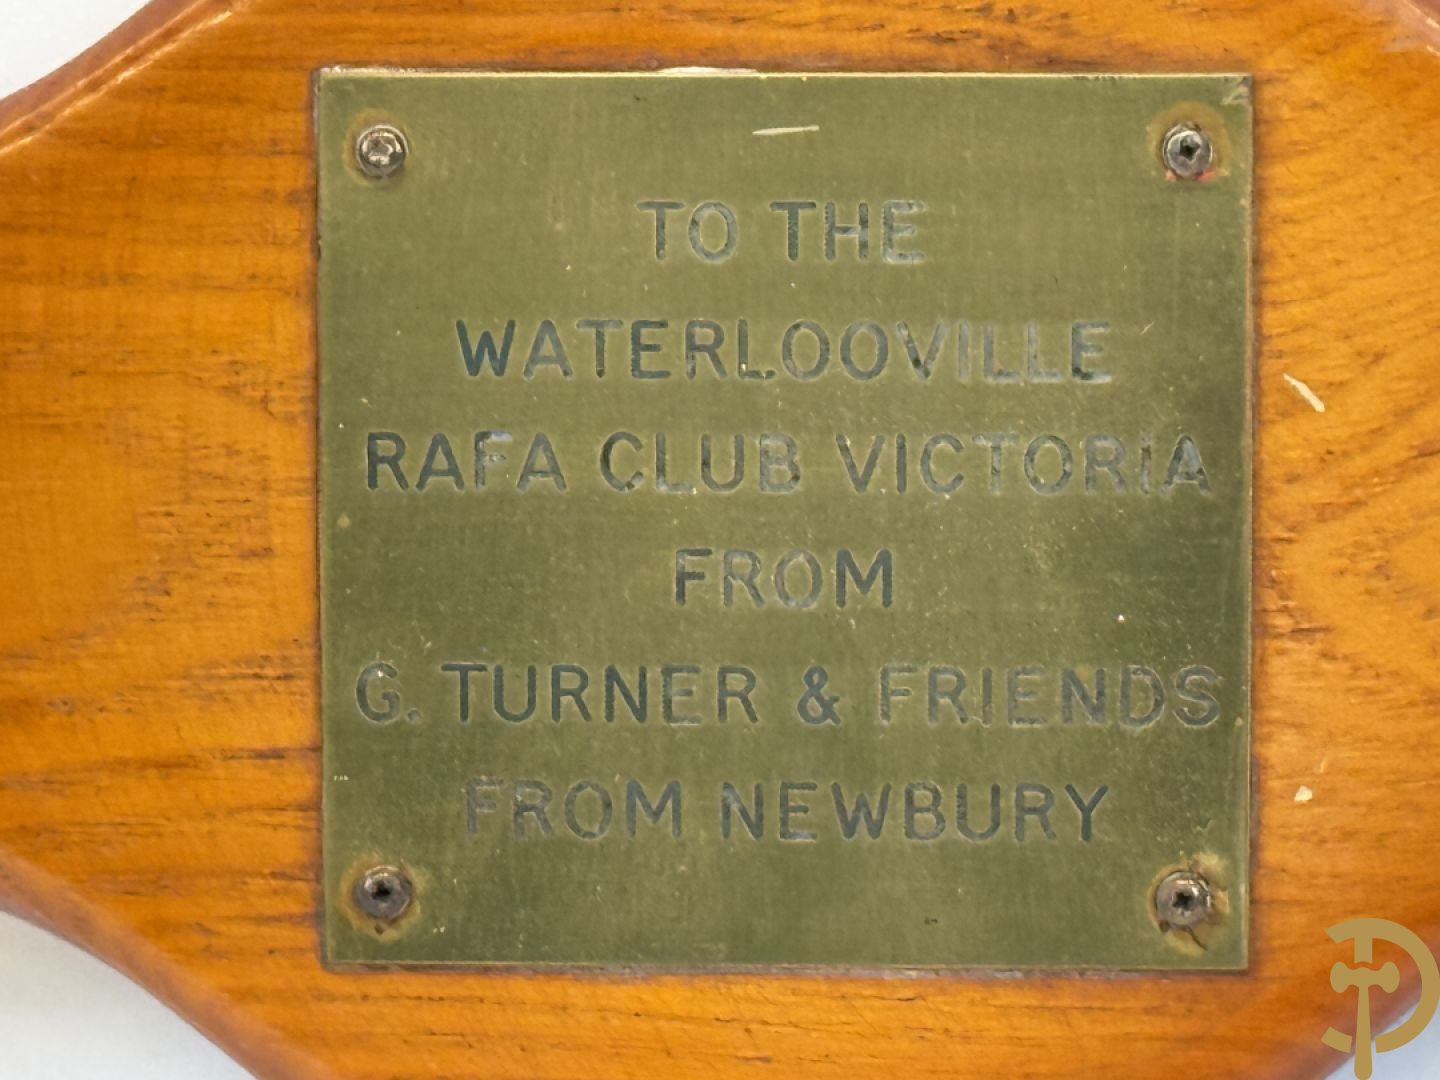 TO THE
WATERLOOVILLE
RAFA CLUB VICTORIA
FROM
G. TURNER & FRIENDS
FROM NEWBURY